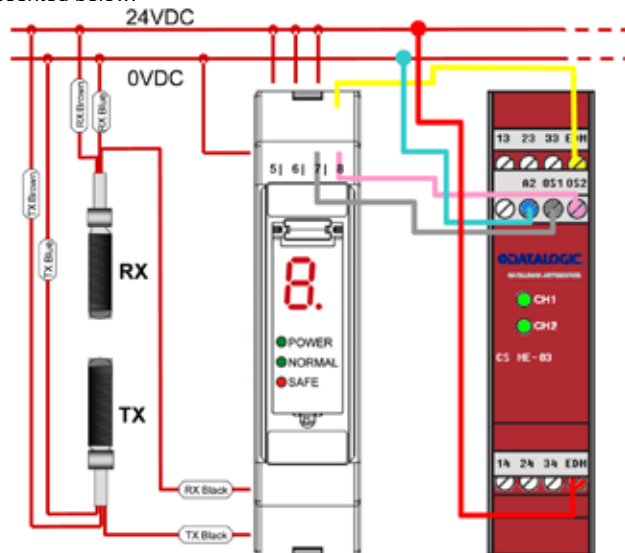 24VDC
0VDC
RX Brown
RX Blue
TX Brown
TX Blue
5| 6| 7| 8
13 23 33 EDM
A2 OS1 OS2
8.
DATALOGIC
CH1
CH2
RX
POWER
NORMAL
SAFE
CS ME-03
TX
14 24 34 EDM
RX Black
TX Black